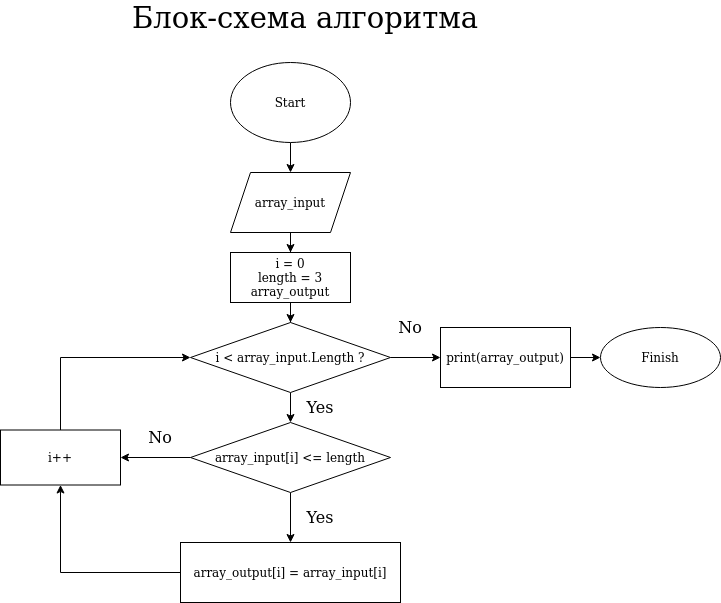 Блок-схема алгоритма
Start
array_input
i = 0
length = 3
array_output
i < array_input.Length ?
No
print(array_output)
Finish
Yes
array_input[i] <= length
No
i++
Yes
array_output[i] = array_input[i]